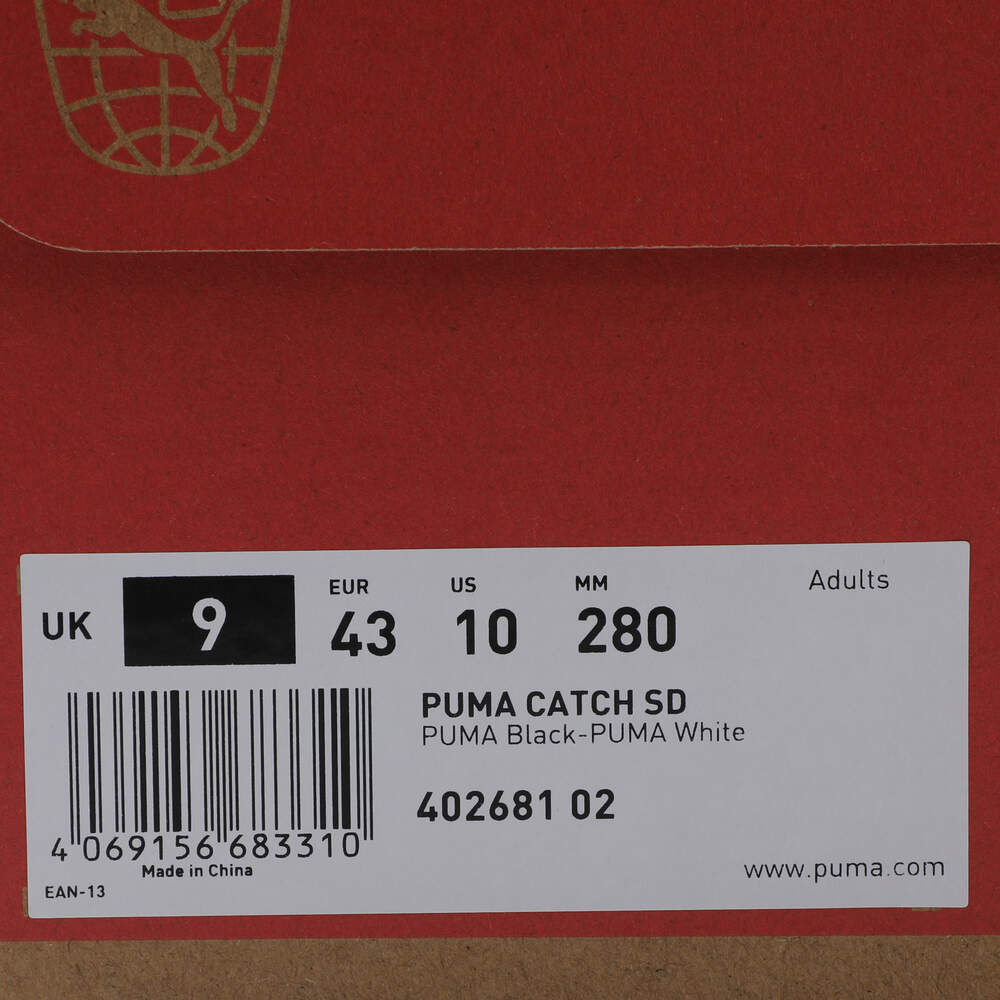 UK 9 EUR 43 US 10 MM 280 Adults
PUMA CATCH SD
PUMA Black-PUMA White
402681 02
4 069156 683310
Made in China
EAN-13
www.puma.com